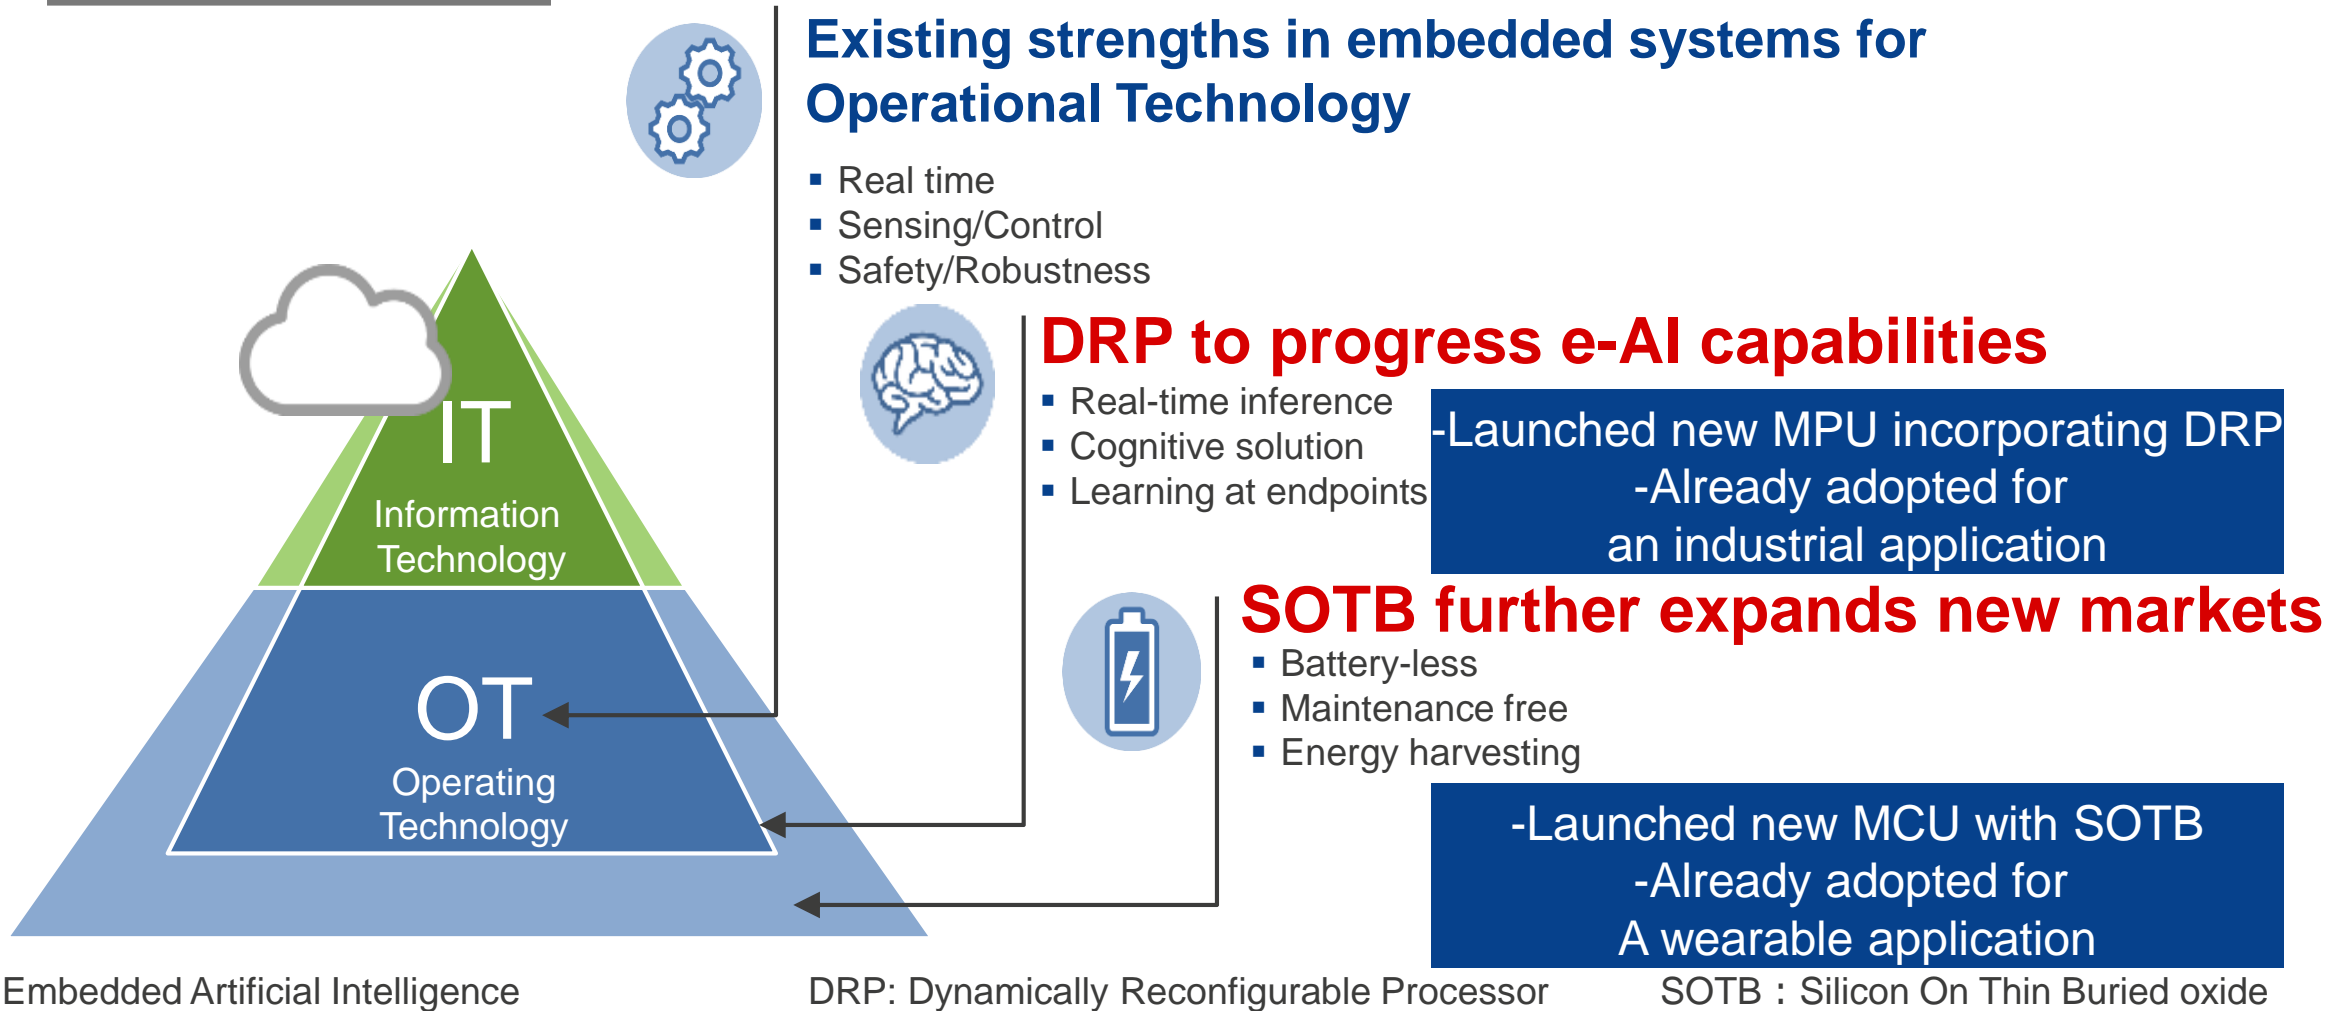 Existing strengths in embedded systems for
Operational Technology
▪ Real time
▪ Sensing/Control
▪ Safety/Robustness
DRP to progress e-AI capabilities
▪ Real-time inference
▪ Cognitive solution
▪ Learning at endpoints
-Launched new MPU incorporating DRP
-Already adopted for
an industrial application
IT
Information
Technology
SOTB further expands new markets
▪ Battery-less
▪ Maintenance free
▪ Energy harvesting
OT
Operating
Technology
-Launched new MCU with SOTB
-Already adopted for
A wearable application
Embedded Artificial Intelligence
DRP: Dynamically Reconfigurable Processor
SOTB：Silicon On Thin Buried oxide